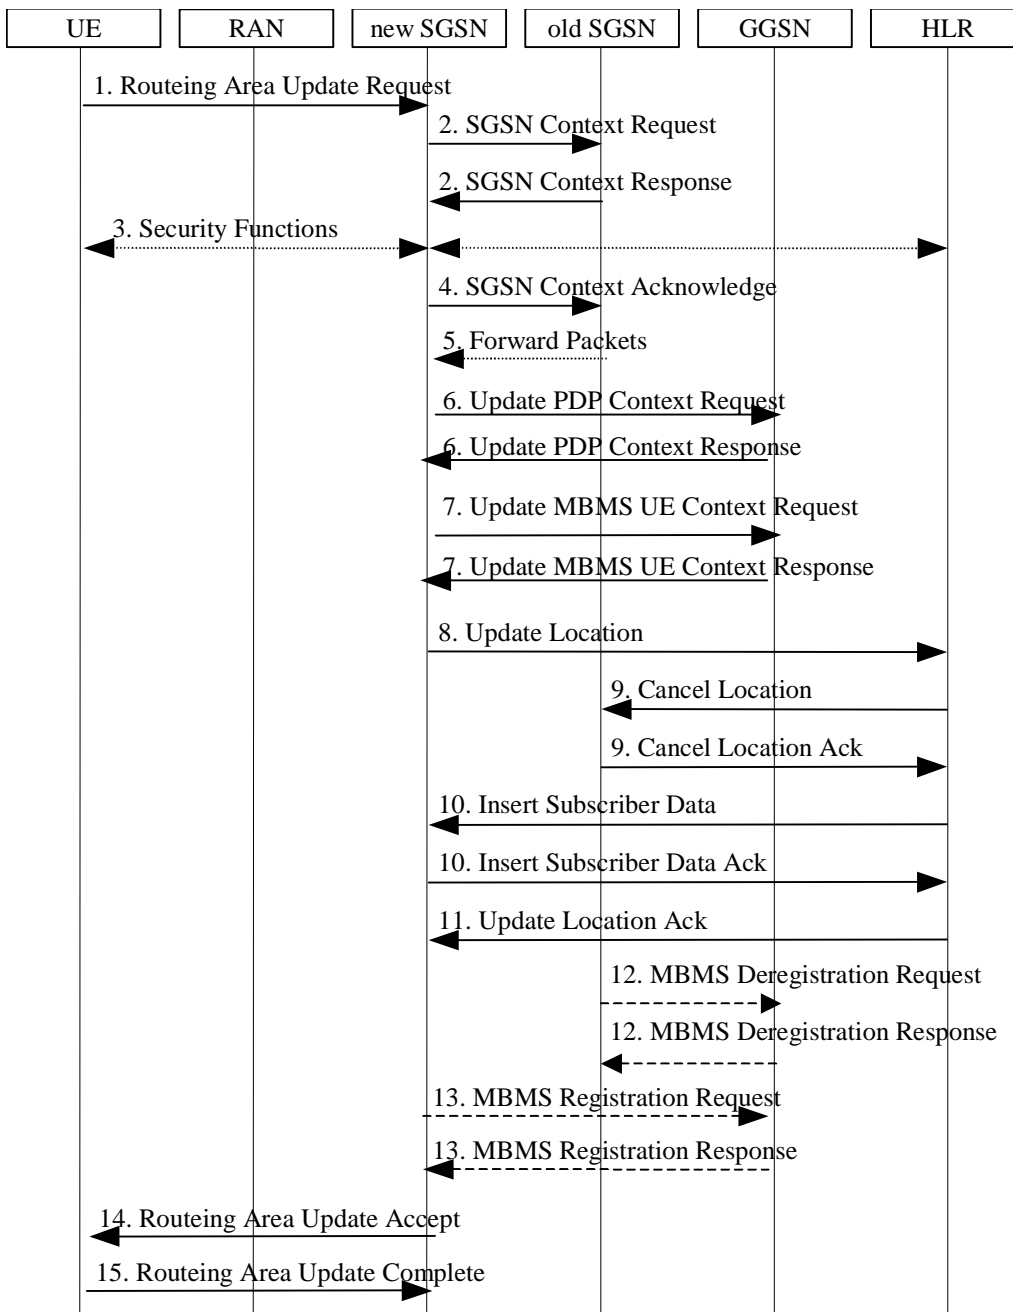 UE
RAN
new SGSN
old SGSN
GGSN
HLR
1. Routeing Area Update Request
2. SGSN Context Request
2. SGSN Context Response
3. Security Functions
4. SGSN Context Acknowledge
5. Forward Packets
6. Update PDP Context Request
6. Update PDP Context Response
7. Update MBMS UE Context Request
7. Update MBMS UE Context Response
8. Update Location
9. Cancel Location
9. Cancel Location Ack
10. Insert Subscriber Data
10. Insert Subscriber Data Ack
11. Update Location Ack
12. MBMS Deregistration Request
12. MBMS Deregistration Response
13. MBMS Registration Request
13. MBMS Registration Response
14. Routeing Area Update Accept
15. Routeing Area Update Complete